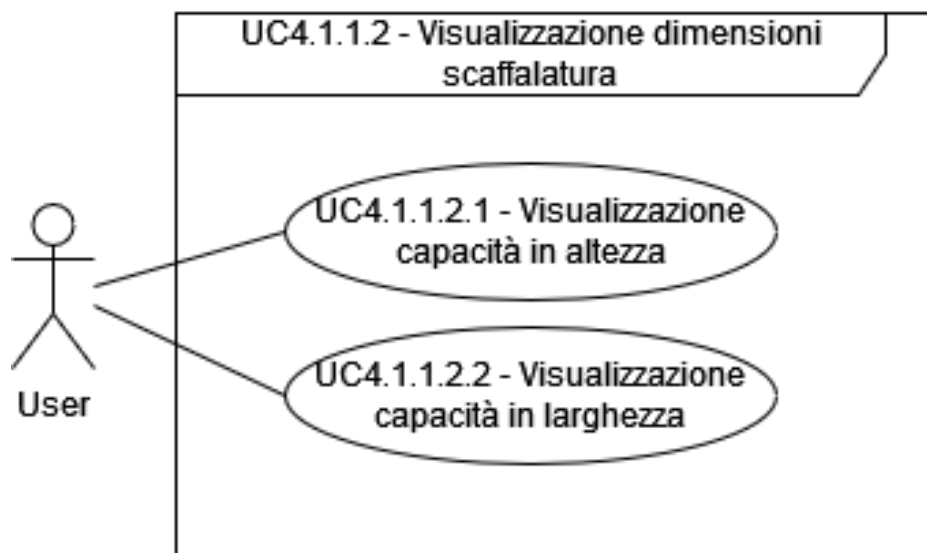 UC4.1.1.2 - Visualizzazione dimensioni
scaffalatura
UC4.1.1.2.1 - Visualizzazione
capacità in altezza
UC4.1.1.2.2 - Visualizzazione
capacità in larghezza
User